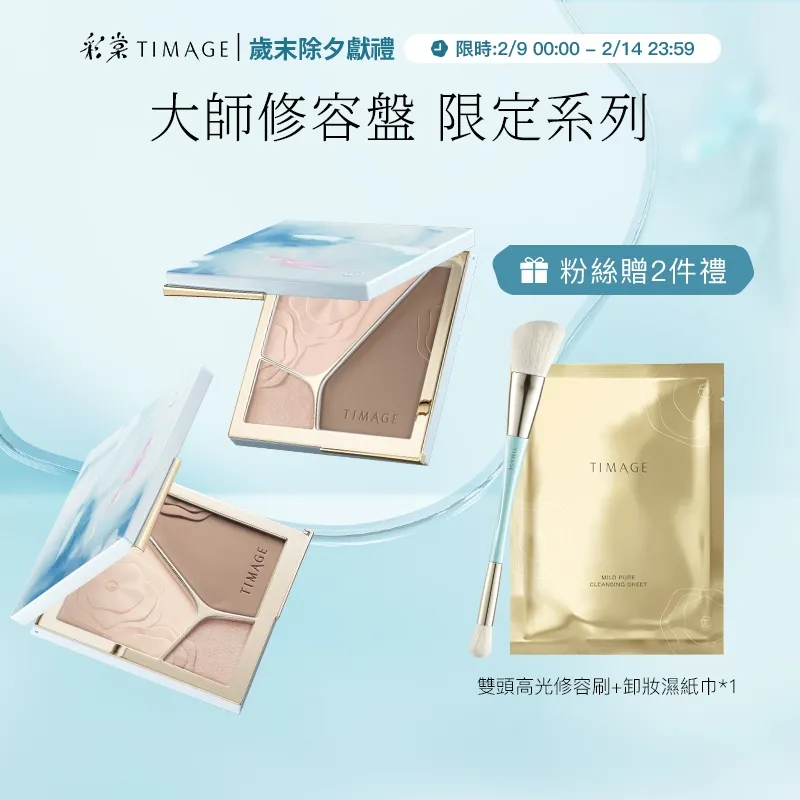 彩棠 TIMAGE | 歲末除夕獻禮 限時:2/9 00:00 – 2/14 23:59
大師修容盤 限定系列
粉絲贈2件禮
TIMAGE
TIMAGE
TIMAGE
TIMAGE
MILD PURE
CLEANSING SHEET
雙頭高光修容刷+卸妝濕紙巾*1